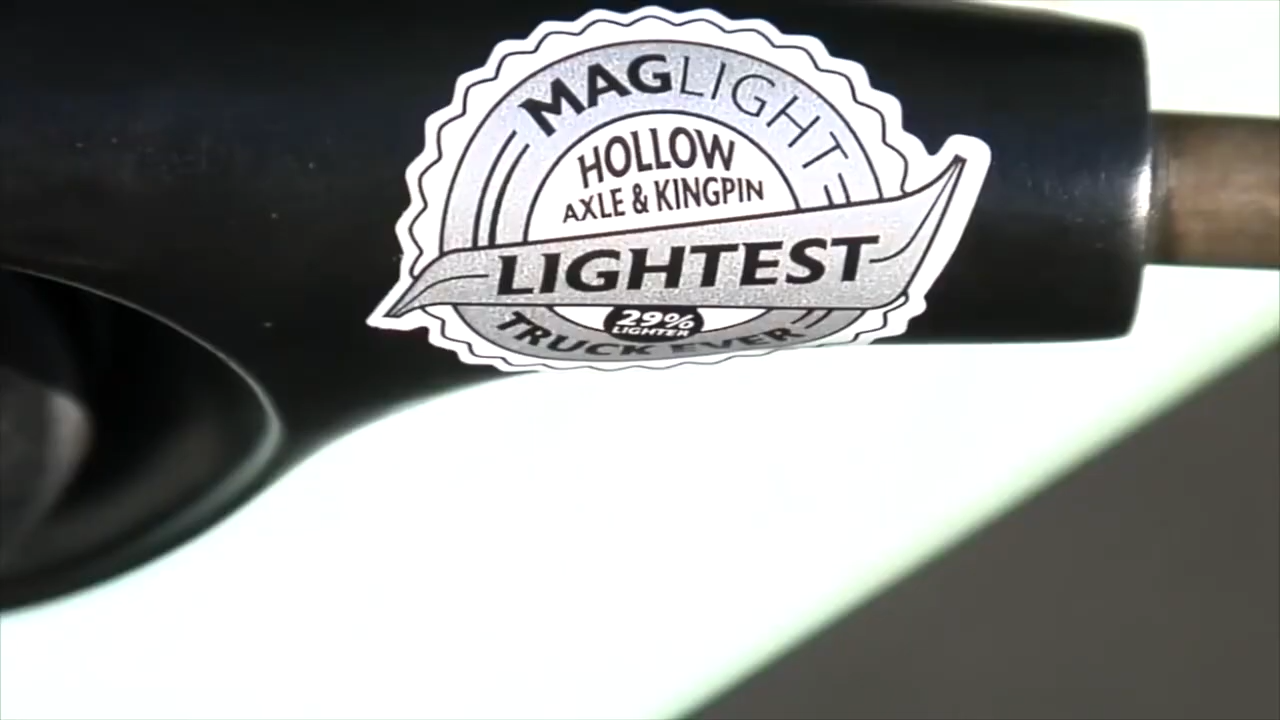 MAGLIGHT
HOLLOW
AXLE & KINGPIN
LIGHTEST
29%
LIGHTER
TRUCK EVER